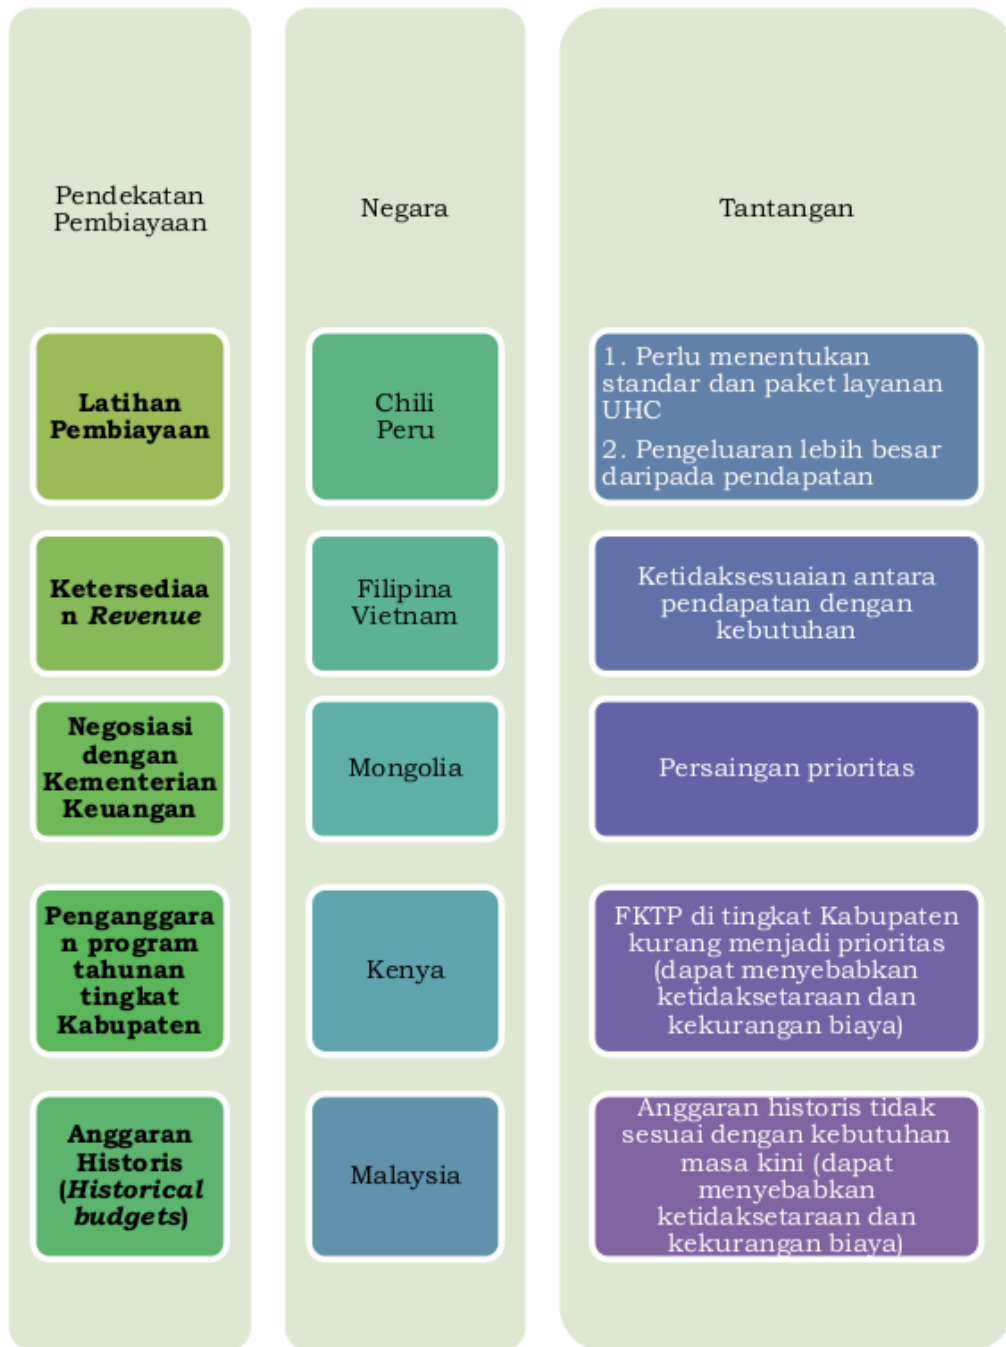 Pendekatan
Pembiayaan
Negara
Tantangan
Latihan
Pembiayaan
Chili
Peru
1. Perlu menentukan
standar dan paket layanan
UHC
2. Pengeluaran lebih besar
daripada pendapatan
Ketersediaa
n Revenue
Filipina
Vietnam
Ketidaksesuaian antara
pendapatan dengan
kebutuhan
Negosiasi
dengan
Kementerian
Keuangan
Mongolia
Persaingan prioritas
Penganggara
n program
tahunan
tingkat
Kabupaten
Kenya
FKTP di tingkat Kabupaten
kurang menjadi prioritas
(dapat menyebabkan
ketidaksetaraan dan
kekurangan biaya)
Anggaran
Historis
(Historical
budgets)
Malaysia
Anggaran historis tidak
sesuai dengan kebutuhan
masa kini (dapat
menyebabkan
ketidaksetaraan dan
kekurangan biaya)